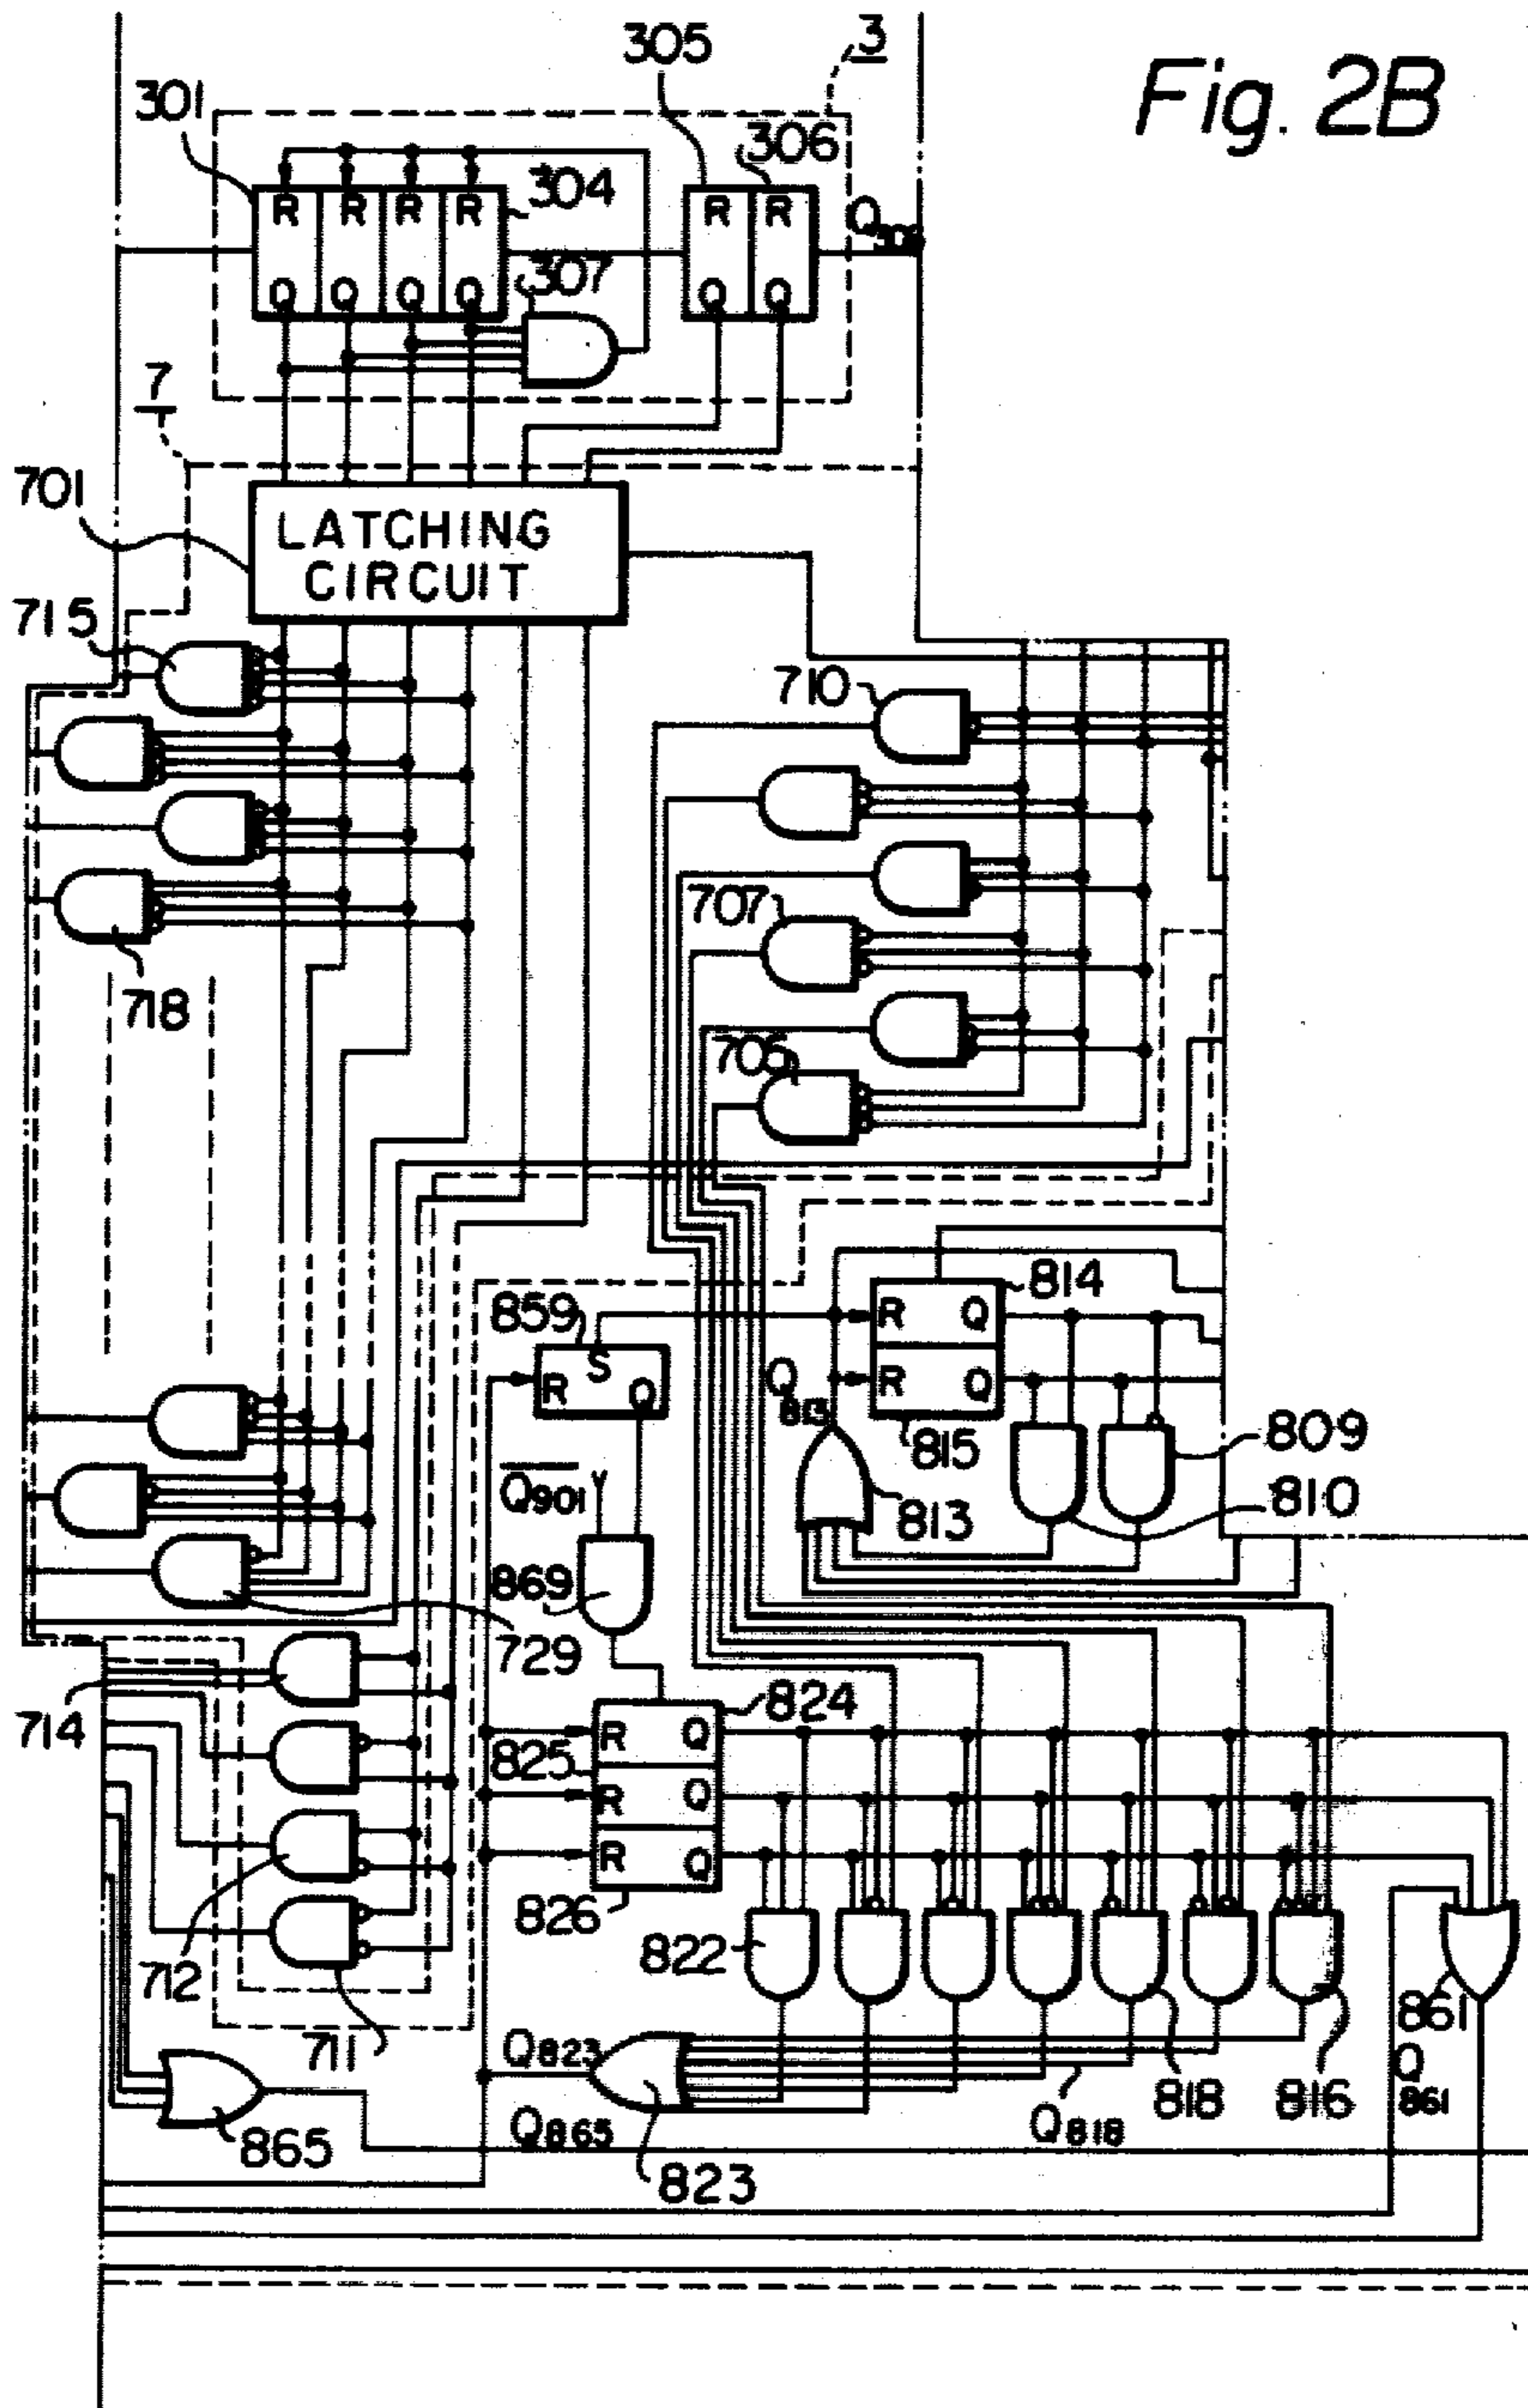 Fig. 2B
3
305
301
306
304
R R R R
R R
Q306
307
Q Q Q Q
Q Q
7
701
LATCHING
CIRCUIT
715
710
707
718
705
814
859
R Q
S
R Q
Q813
R Q
815
809
Q901
813
810
869
729
714
824
R Q
825
R Q
R Q
826
822
712
861
711
Q823
Q861
818
816
Q818
Q865
865
823